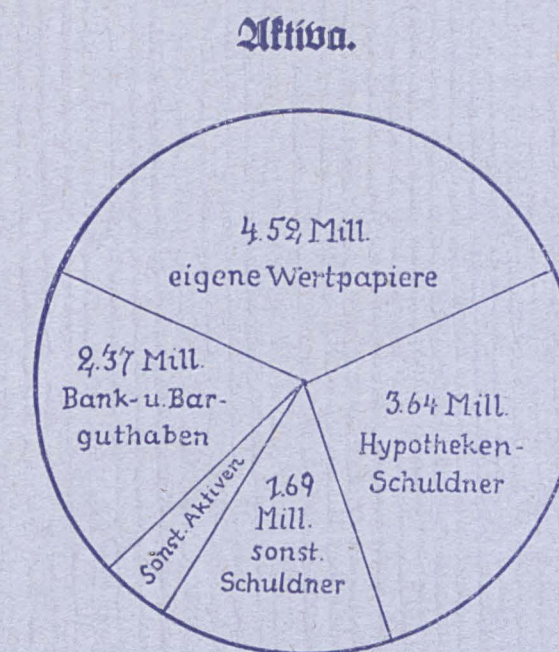 Aktiva.
4.52 Mill.
eigene Wertpapiere
2,37 Mill.
Bank- u. Bar-
guthaben
3.64 Mill.
Hypotheken-
Schuldner
Sonst. Aktiven
1.69
Mill.
sonst.
Schuldner